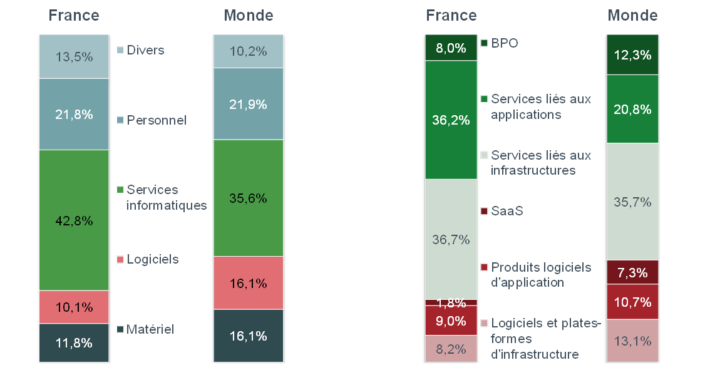 France
Monde
13,5%
21,8%
42,8%
10,1%
11,8%
Divers
Personnel
Services
informatiques
Logiciels
Matériel
10,2%
21,9%
35,6%
16,1%
16,1%
France
Monde
8,0%
36,2%
36,7%
1,8%
9,0%
8,2%
BPO
Services liés aux
applications
Services liés aux
infrastructures
SaaS
Produits logiciels
d'application
Logiciels et plates-
formes
d'infrastructure
12,3%
20,8%
35,7%
7,3%
10,7%
13,1%